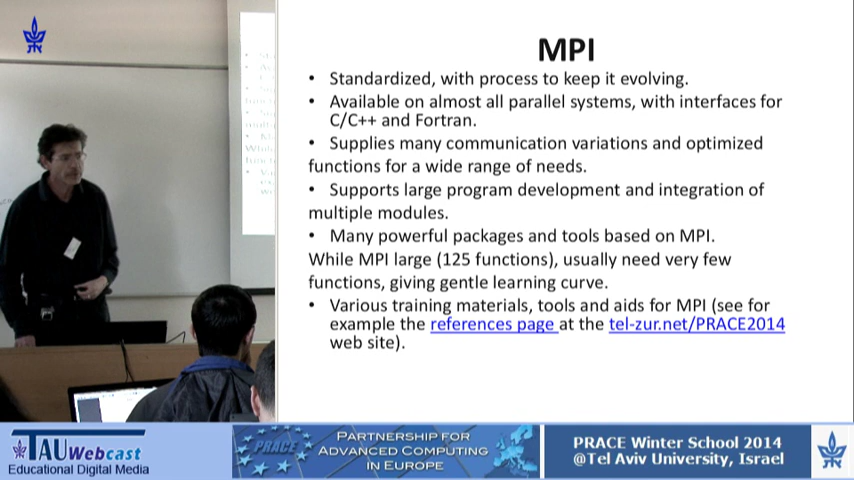 MPI
• Standardized, with process to keep it evolving.
• Available on almost all parallel systems, with interfaces for
C/C++ and Fortran.
• Supplies many communication variations and optimized
functions for a wide range of needs.
• Supports large program development and integration of
multiple modules.
• Many powerful packages and tools based on MPI.
While MPI large (125 functions), usually need very few
functions, giving gentle learning curve.
• Various training materials, tools and aids for MPI (see for
example the references page at the tel-zur.net/PRACE2014
web site).
TAU Webcast
Educational Digital Media
PRACE
PARTNERSHIP FOR
ADVANCED COMPUTING
IN EUROPE
PRACE Winter School 2014
@Tel Aviv University, Israel